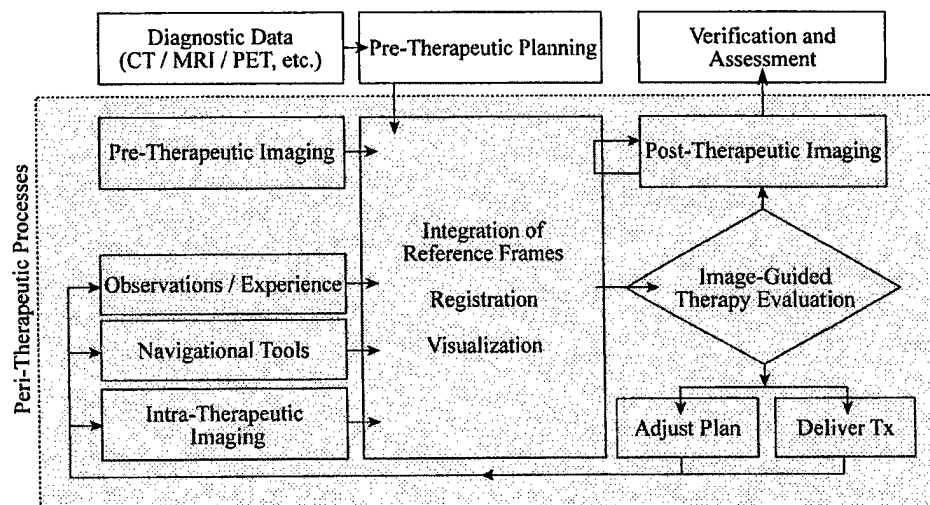 Diagnostic Data
(CT / MRI / PET, etc.)
Pre-Therapeutic Planning
Verification and
Assessment
Peri-Therapeutic Processes
Pre-Therapeutic Imaging
Post-Therapeutic Imaging
Integration of
Reference Frames
Registration
Visualization
Observations / Experience
Navigational Tools
Intra-Therapeutic
Imaging
Image-Guided
Therapy Evaluation
Adjust Plan
Deliver Tx